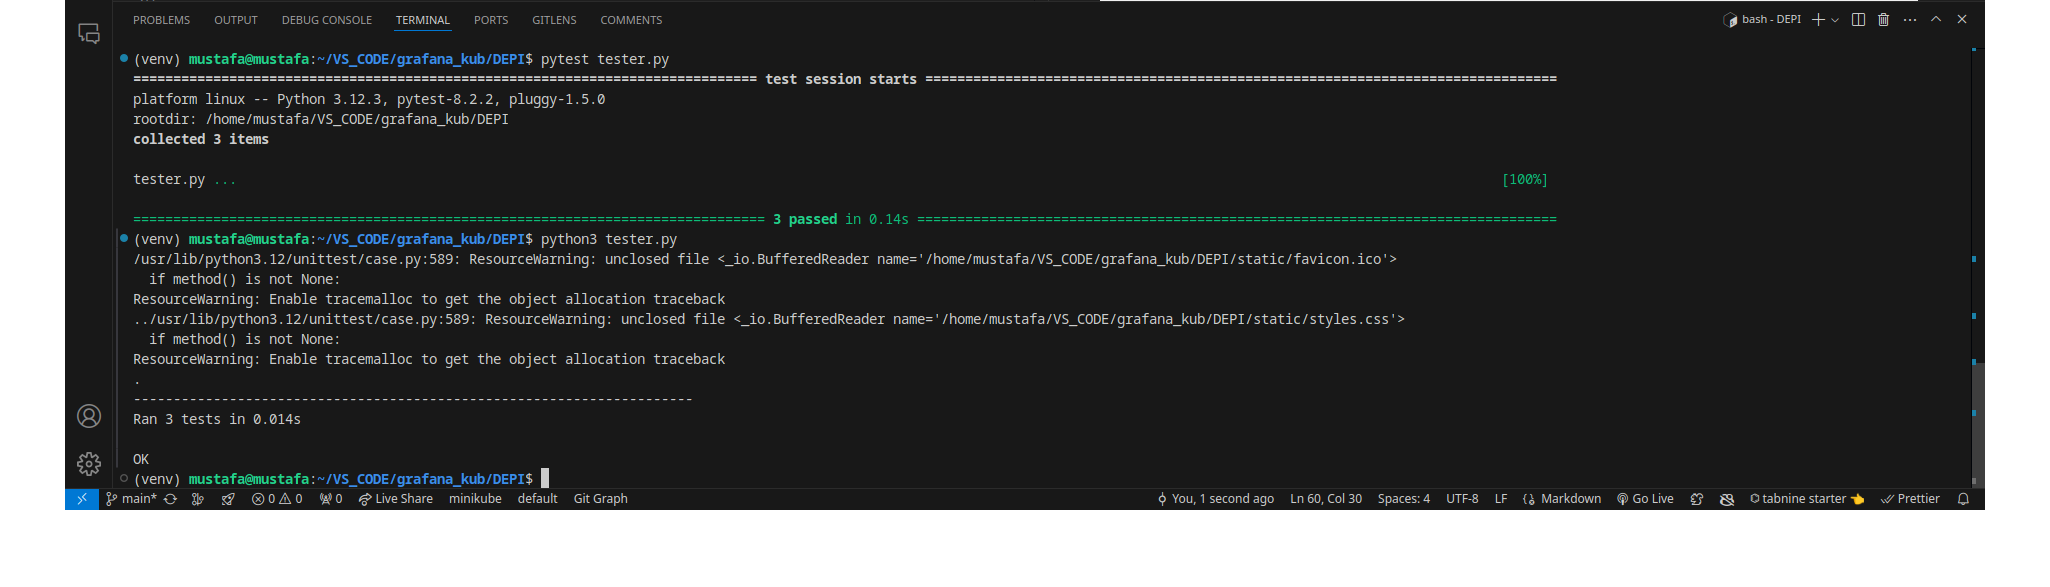 PROBLEMS OUTPUT DEBUG CONSOLE TERMINAL PORTS GITLENS COMMENTS bash - DEPI
(venv) mustafa@mustafa:~/VS_CODE/grafana_kub/DEPI$ pytest tester.py
=============================================================================== test session starts ===============================================================================
platform linux -- Python 3.12.3, pytest-8.2.2, pluggy-1.5.0
rootdir: /home/mustafa/VS_CODE/grafana_kub/DEPI
collected 3 items
tester.py ... [100%]
=============================================================================== 3 passed in 0.14s ================================================================================
(venv) mustafa@mustafa:~/VS_CODE/grafana_kub/DEPI$ python3 tester.py
/usr/lib/python3.12/unittest/case.py:589: ResourceWarning: unclosed file <_io.BufferedReader name='/home/mustafa/VS_CODE/grafana_kub/DEPI/static/favicon.ico'>
  if method() is not None:
ResourceWarning: Enable tracemalloc to get the object allocation traceback
../usr/lib/python3.12/unittest/case.py:589: ResourceWarning: unclosed file <_io.BufferedReader name='/home/mustafa/VS_CODE/grafana_kub/DEPI/static/styles.css'>
  if method() is not None:
ResourceWarning: Enable tracemalloc to get the object allocation traceback
.
----------------------------------------------------------------------
Ran 3 tests in 0.014s
OK
(venv) mustafa@mustafa:~/VS_CODE/grafana_kub/DEPI$
main* 0 0 0 Live Share minikube default Git Graph You, 1 second ago Ln 60, Col 30 Spaces: 4 UTF-8 LF Markdown Go Live tabnine starter 👈 Prettier